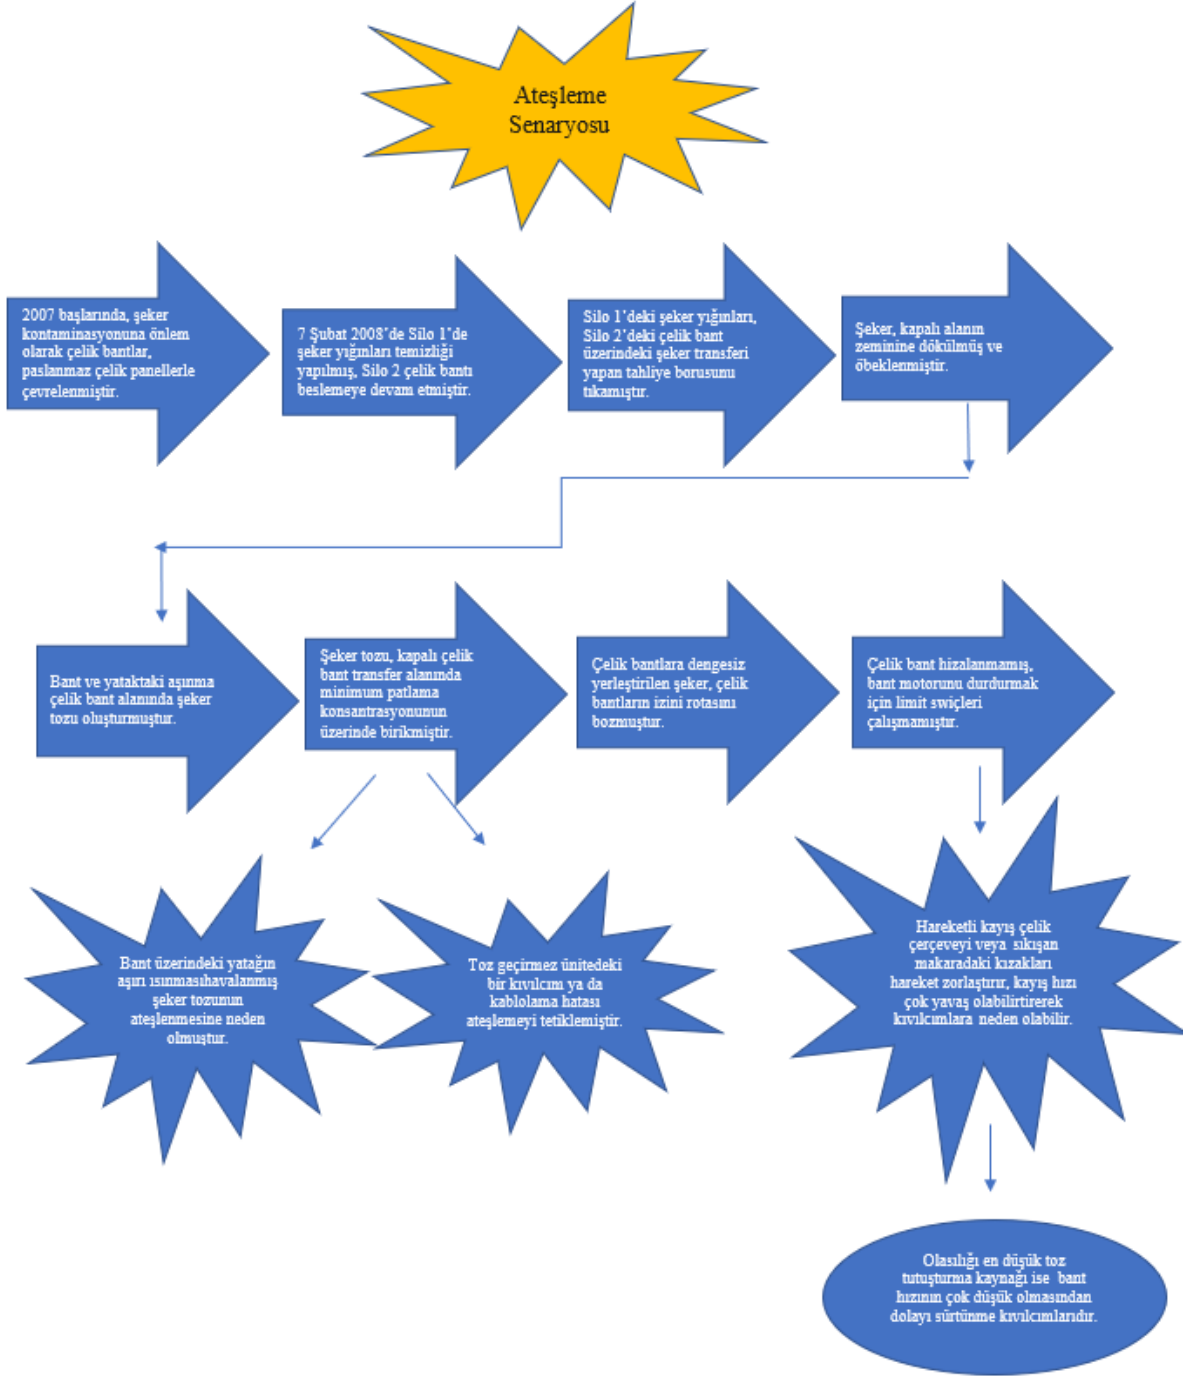 Ateşleme
Senaryosu
2007 başlarında, şeker
kontaminasyonuna önlem
olarak çelik bantlar,
paslanmaz çelik panellerle
çevrelenmiştir.
7 Şubat 2008'de Silo 1'de
şeker yığınları temizliği
yapılmış, Silo 2 çelik bantı
beslemeye devam etmiştir.
Silo 1'deki şeker yığınları,
Silo 2'deki çelik bant
üzerindeki şeker transferi
yapan tahliye borusunu
tıkamıştır.
Şeker, kapalı alanın
zeminine dökülmüş ve
öbeklenmiştir.
Bant ve yataktaki aşınma
çelik bant alanında şeker
tozu oluşturmuştur.
Şeker tozu, kapalı çelik
bant transfer alanında
minimum patlama
konsantrasyonunun
üzerinde birikmiştir.
Çelik bantlara dengesiz
yerleştirilen şeker, çelik
bantların izini rotasını
bozmuştur.
Çelik bant hizalanmamış,
bant motorunu durdurmak
için limit swiçleri
çalışmamıştır.
Bant üzerindeki yatağın
aşırı ısınmasıhavalanmış
şeker tozunun
ateşlenmesine neden
olmuştur.
Toz geçirmez ünitedeki
bir kıvılcım ya da
kablolama hatası
ateşlemeyi tetiklemiştir.
Hareketli kayış çelik
çerçeveyi veya sıkışan
makaradaki kızakları
hareket zorlaştırır, kayış hızı
çok yavaş olabilirtirerek
kıvılcımlara neden olabilir.
Olasılığı en düşük toz
tutuşturma kaynağı ise bant
hızının çok düşük olmasından
dolayı sürtünme kıvılcımlarıdır.